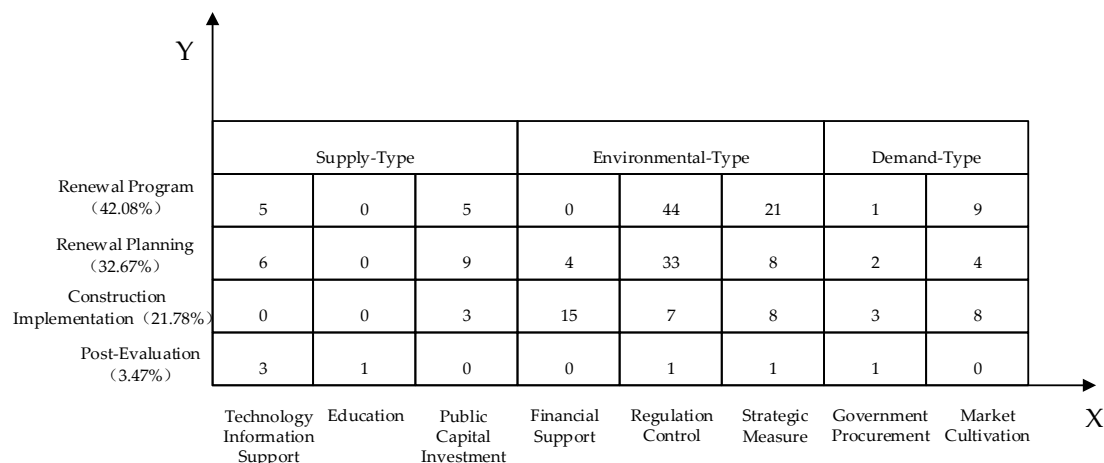 Y
Supply-Type Environmental-Type Demand-Type
Renewal Program
（42.08%）
5 0 5 0 44 21 1 9
Renewal Planning
（32.67%）
6 0 9 4 33 8 2 4
Construction
Implementation（21.78%）
0 0 3 15 7 8 3 8
Post-Evaluation
（3.47%）
3 1 0 0 1 1 1 0
X
Technology Education Public Financial Regulation Strategic Government Market
Information Capital Support Control Measure Procurement Cultivation
Support Investment